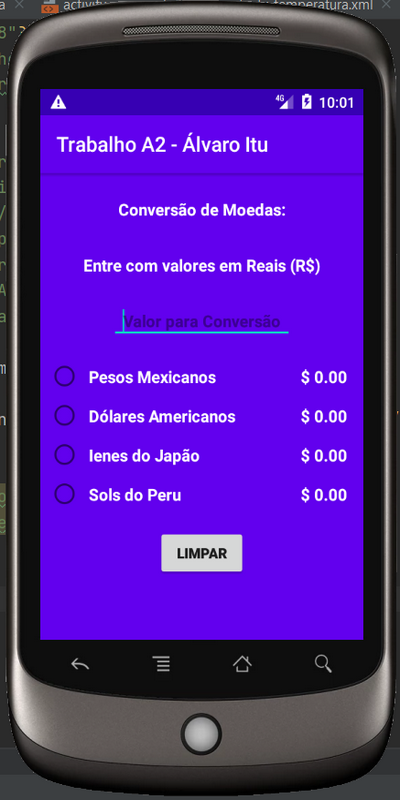 temperatura.xml
4G 10:01
Trabalho A2 - Álvaro Itu
Conversão de Moedas:
Entre com valores em Reais (R$)
Valor para Conversão
Pesos Mexicanos $ 0.00
Dólares Americanos $ 0.00
Ienes do Japão $ 0.00
Sols do Peru $ 0.00
LIMPAR